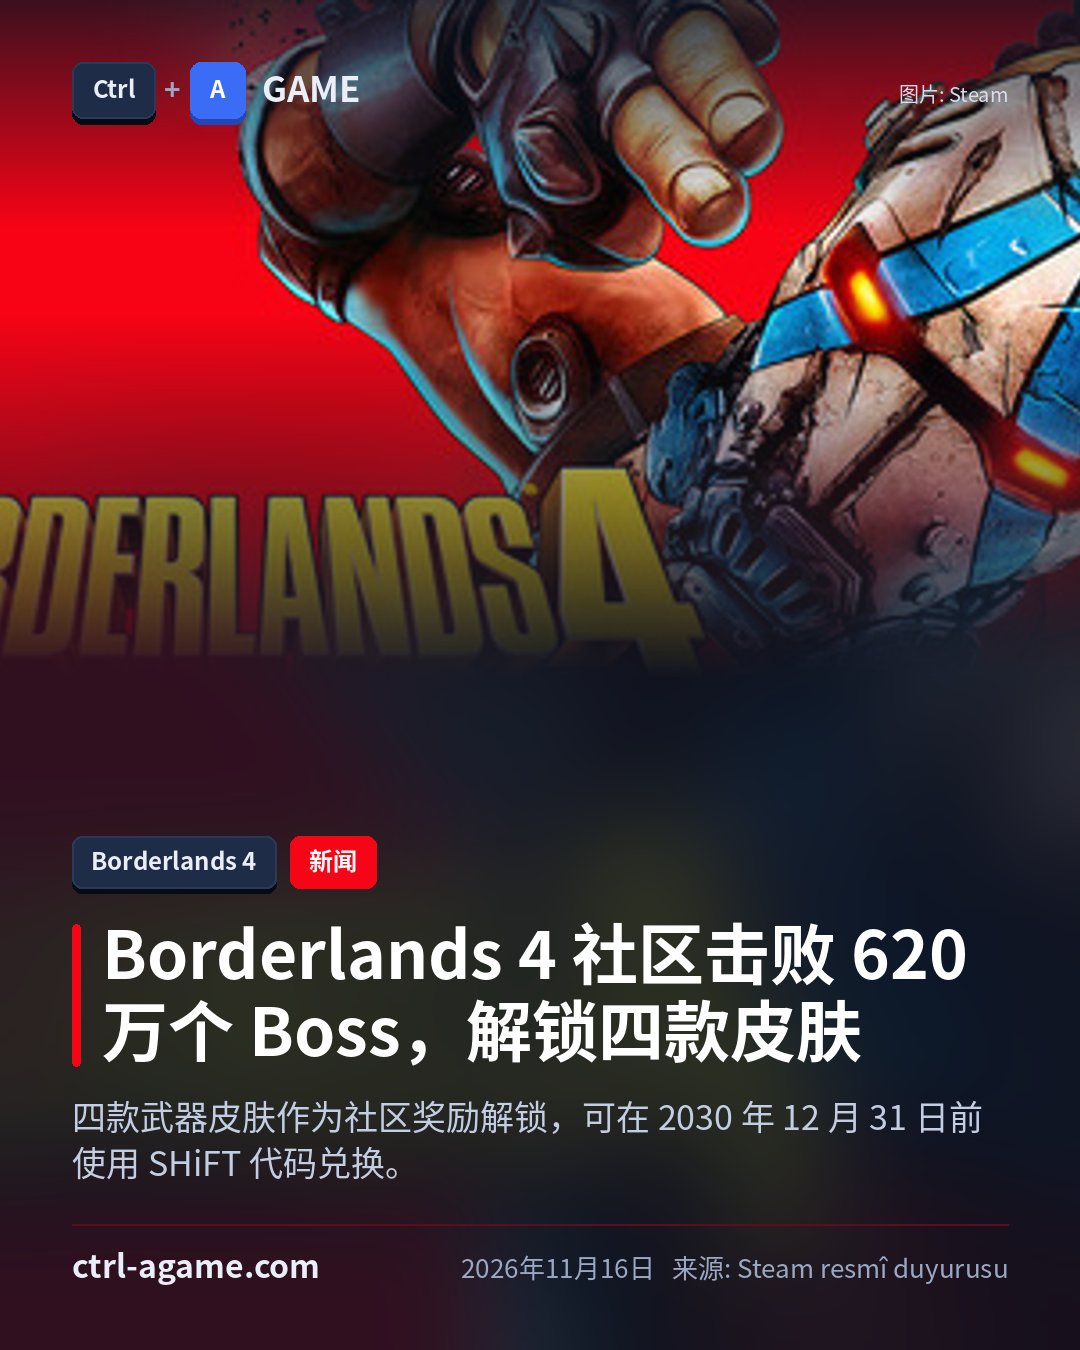 Ctrl + A GAME
图片: Steam
RDERLANDS 4
Borderlands 4 新闻
Borderlands 4 社区击败 620
万个 Boss，解锁四款皮肤
四款武器皮肤作为社区奖励解锁，可在 2030 年 12 月 31 日前
使用 SHiFT 代码兑换。
ctrl-agame.com
2026年11月16日 来源: Steam resmî duyurusu